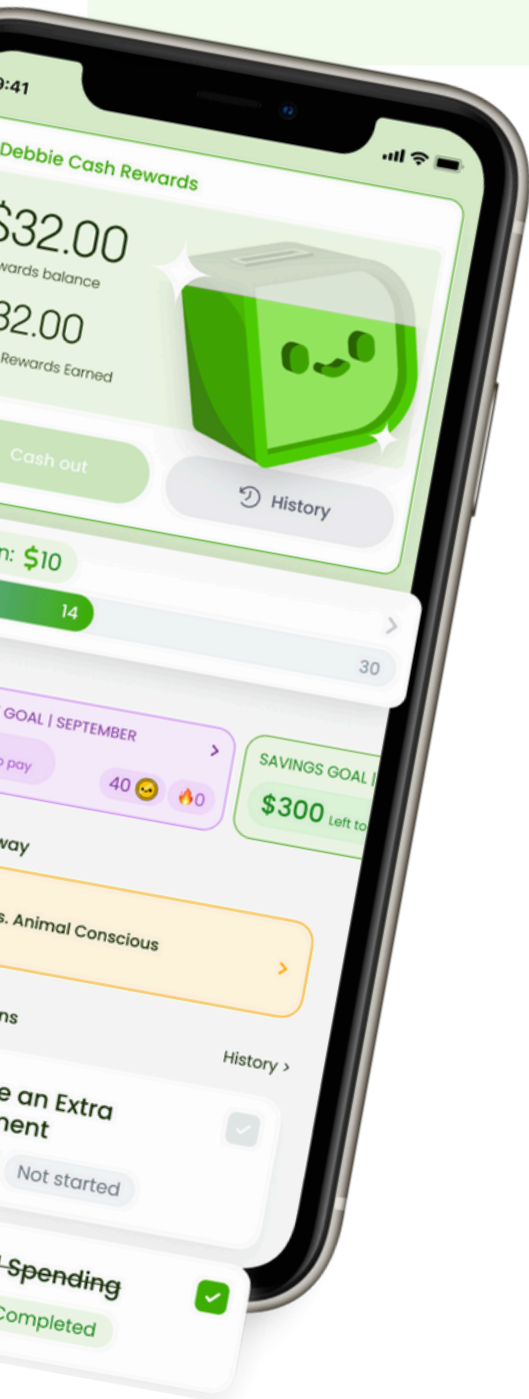 9:41
Debbie Cash Rewards
$32.00
wards balance
32.00
Rewards Earned
Cash out
History
n: $10
14
30
GOAL | SEPTEMBER
o pay
40
0
SAVINGS GOAL |
$300 Left to
way
s. Animal Conscious
ns
History >
e an Extra
ment
Not started
Spending
Completed